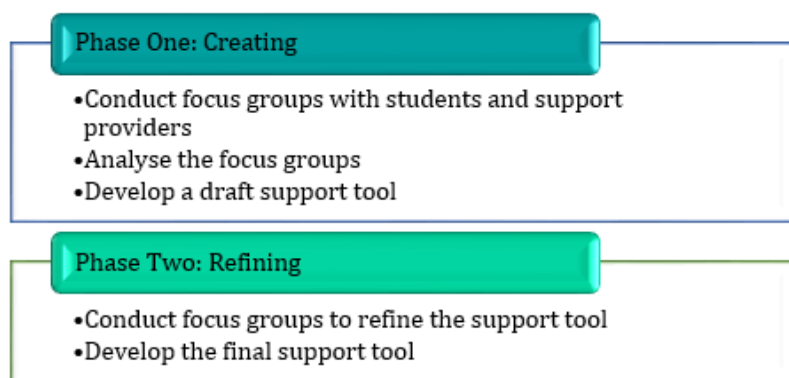 Phase One: Creating
•Conduct focus groups with students and support
providers
•Analyse the focus groups
•Develop a draft support tool
Phase Two: Refining
•Conduct focus groups to refine the support tool
•Develop the final support tool